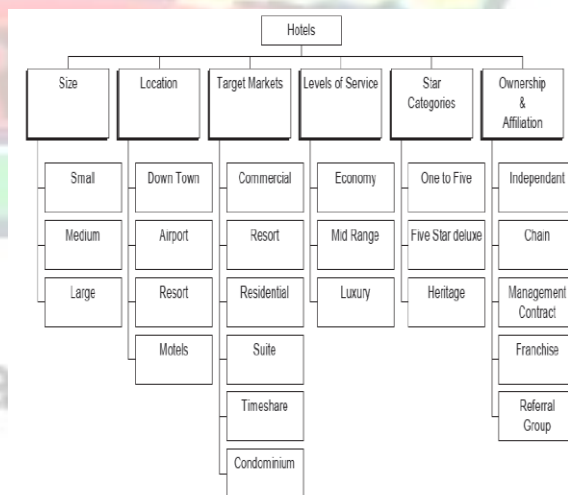 Hotels
Size
Location
Target Markets
Levels of Service
Star
Categories
Ownership
&
Affiliation
Small
Down Town
Commercial
Economy
One to Five
Independant
Medium
Airport
Resort
Mid Range
Five Star deluxe
Chain
Large
Resort
Residential
Luxury
Heritage
Management
Contract
Motels
Suite
Franchise
Timeshare
Referral
Group
Condominium